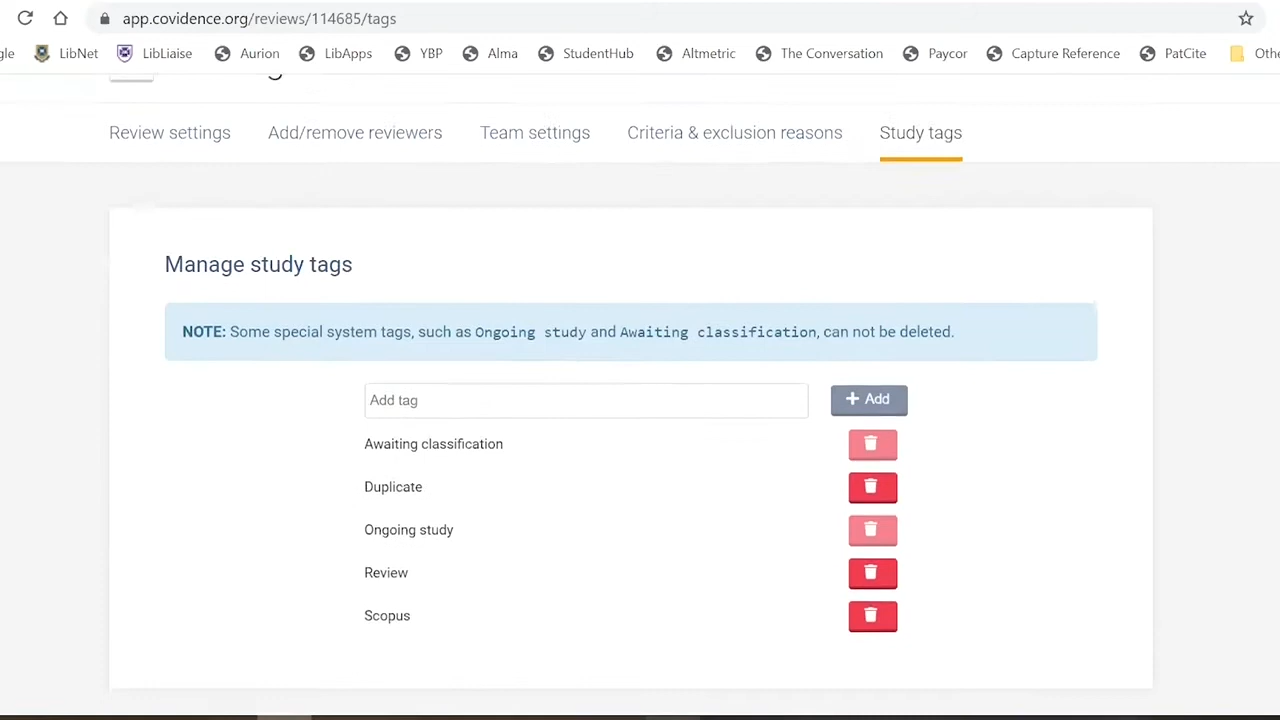 app.covidence.org/reviews/114685/tags
gle LibNet LibLiaise Aurion LibApps YBP Alma StudentHub Altmetric The Conversation Paycor Capture Reference PatCite Othe
Review settings Add/remove reviewers Team settings Criteria & exclusion reasons Study tags
Manage study tags
NOTE: Some special system tags, such as Ongoing study and Awaiting classification, can not be deleted.
Add tag + Add
Awaiting classification
Duplicate
Ongoing study
Review
Scopus